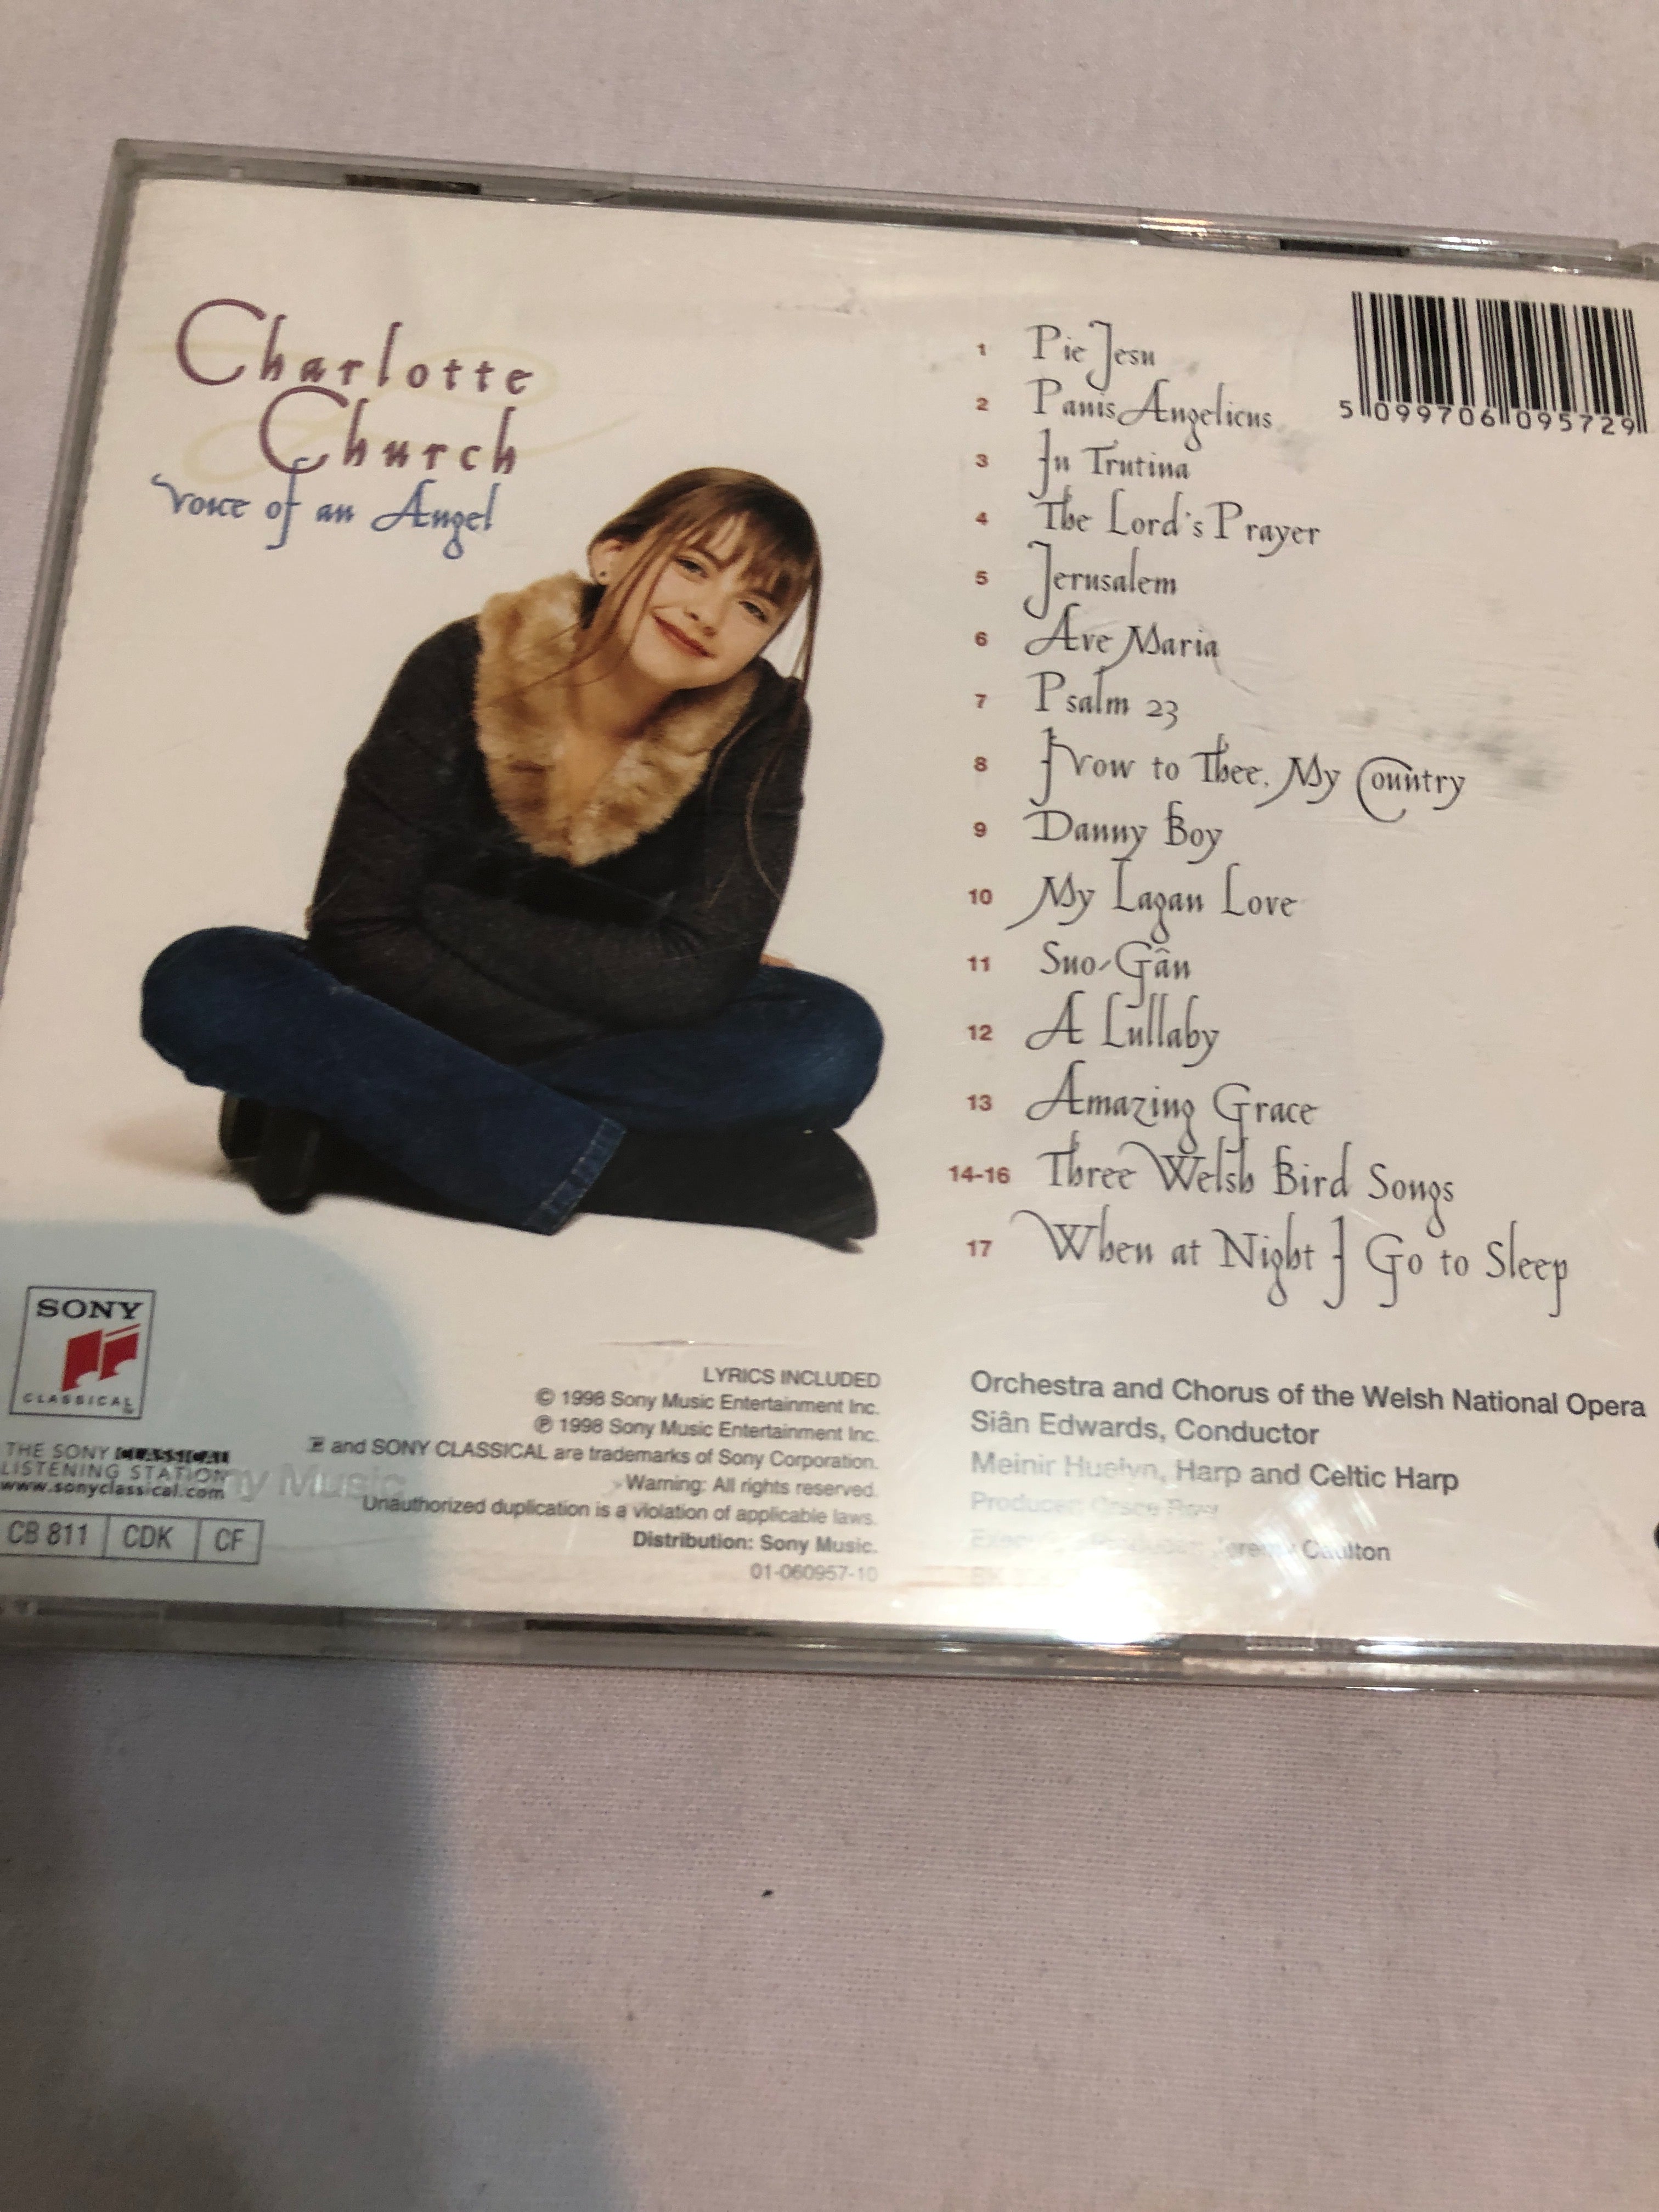 Charlotte
Church
Voice of an Angel
1 Pie Jesu
2 Panis Angelicus
3 In Trutina
4 The Lord's Prayer
5 Jerusalem
6 Ave Maria
7 Psalm 23
8 I Vow to Thee, My Country
9 Danny Boy
10 My Lagan Love
11 Suo-Gân
12 A Lullaby
13 Amazing Grace
14-16 Three Welsh Bird Songs
17 When at Night I Go to Sleep
5 099706 095729
SONY
CLASSICAL
THE SONY CLASSICAL
LISTENING STATION
www.sonyclassical.com
CB 811 CDK CF
LYRICS INCLUDED
© 1998 Sony Music Entertainment Inc.
℗ 1998 Sony Music Entertainment Inc.
and SONY CLASSICAL are trademarks of Sony Corporation.
Warning: All rights reserved.
Unauthorized duplication is a violation of applicable laws.
Distribution: Sony Music.
01-060957-10
Orchestra and Chorus of the Welsh National Opera
Siân Edwards, Conductor
Meinir Huelyn, Harp and Celtic Harp
Producer:
Caulton
Music